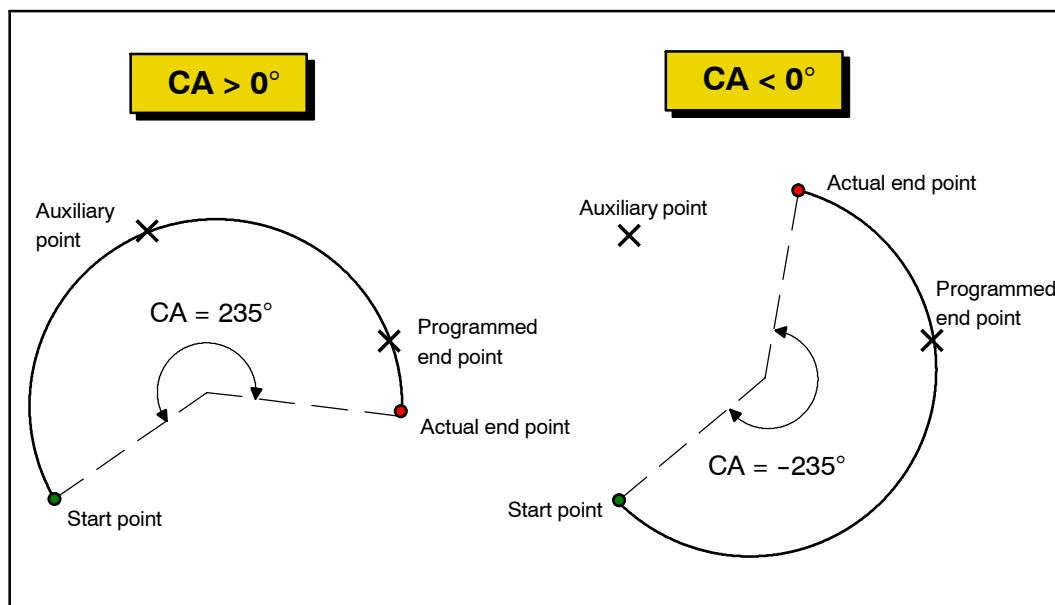 CA > 0°
Auxiliary
point
CA = 235°
Programmed
end point
Actual end point
Start point
CA < 0°
Actual end point
Auxiliary point
Programmed
end point
CA = -235°
Start point